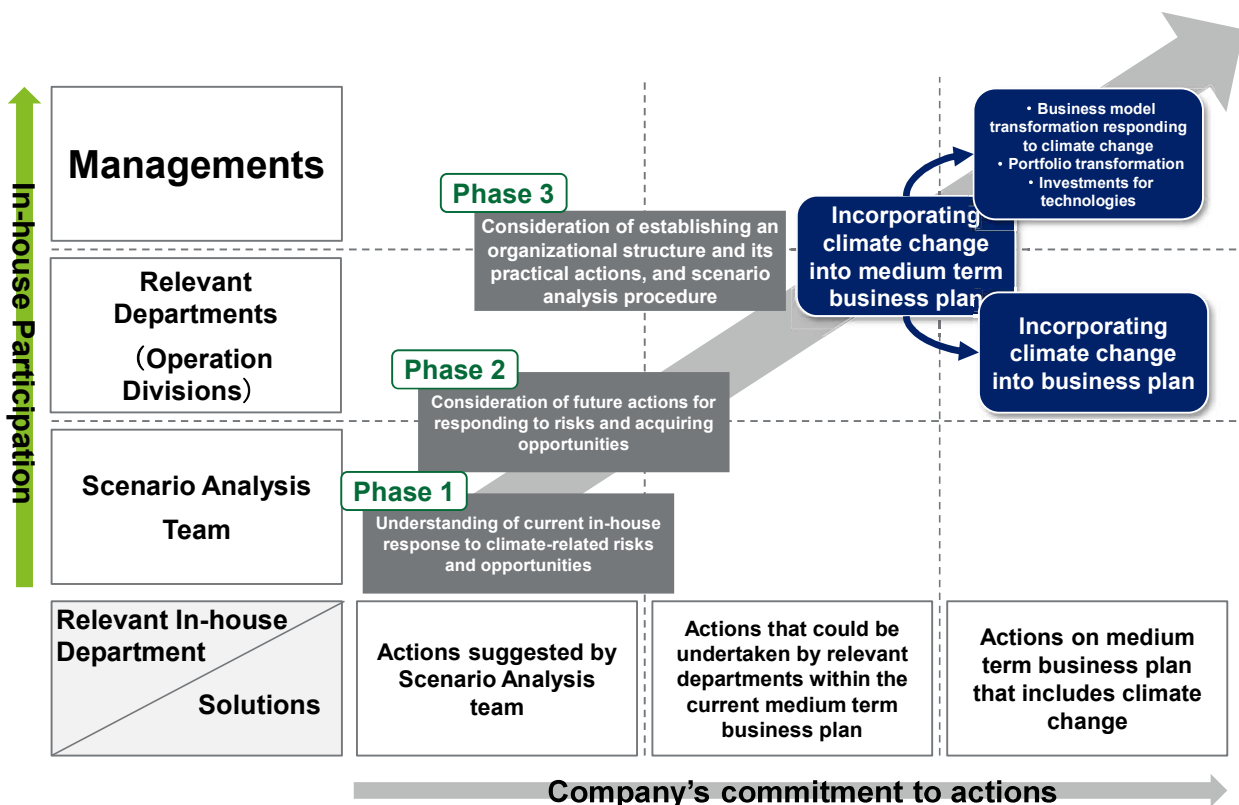 In-house Participation
Managements
Relevant
Departments
（Operation
Divisions）
Scenario Analysis
Team
Relevant In-house
Department
Solutions
Phase 3
Consideration of establishing an
organizational structure and its
practical actions, and scenario
analysis procedure
Phase 2
Consideration of future actions for
responding to risks and acquiring
opportunities
Phase 1
Understanding of current in-house
response to climate-related risks
and opportunities
Incorporating
climate change
into medium term
business plan
• Business model
transformation responding
to climate change
• Portfolio transformation
• Investments for
technologies
Incorporating
climate change
into business plan
Actions suggested by
Scenario Analysis
team
Actions that could be
undertaken by relevant
departments within the
current medium term
business plan
Actions on medium
term business plan
that includes climate
change
Company’s commitment to actions